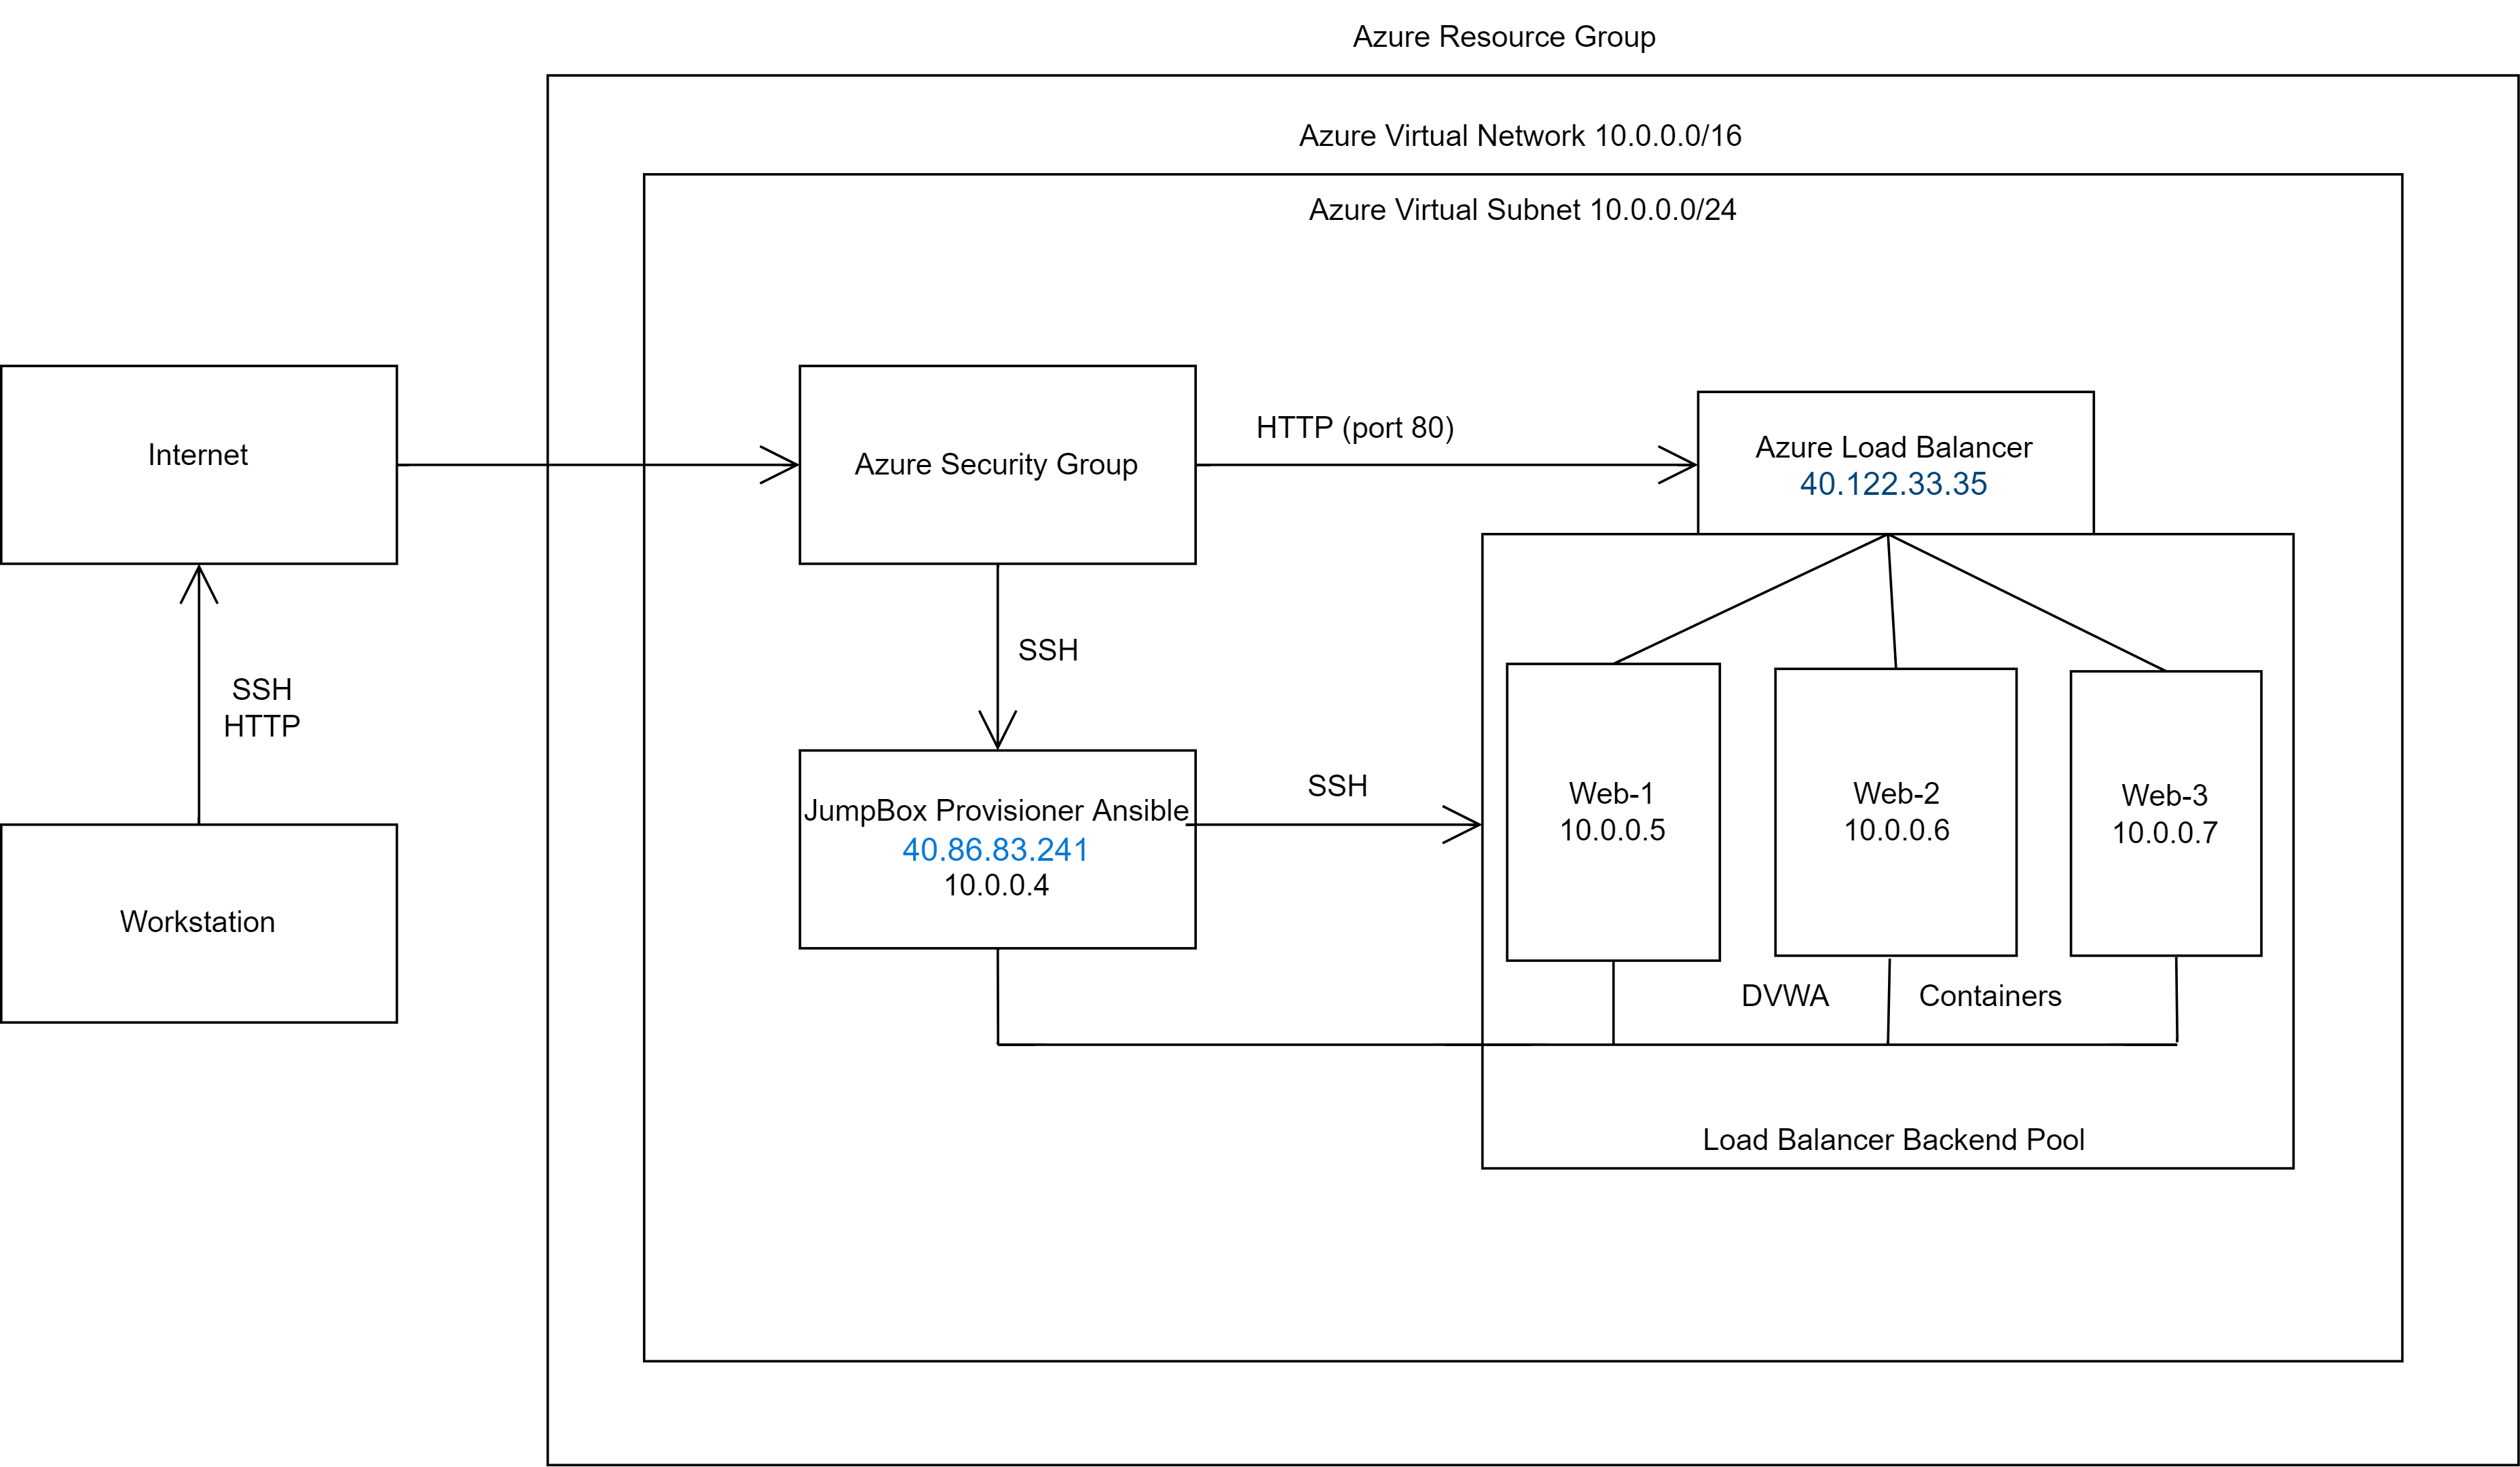 Azure Resource Group
Azure Virtual Network 10.0.0.0/16
Azure Virtual Subnet 10.0.0.0/24
Internet
Azure Security Group
HTTP (port 80)
Azure Load Balancer
40.122.33.35
SSH
HTTP
SSH
Workstation
JumpBox Provisioner Ansible
40.86.83.241
10.0.0.4
SSH
Web-1
10.0.0.5
Web-2
10.0.0.6
Web-3
10.0.0.7
DVWA Containers
Load Balancer Backend Pool